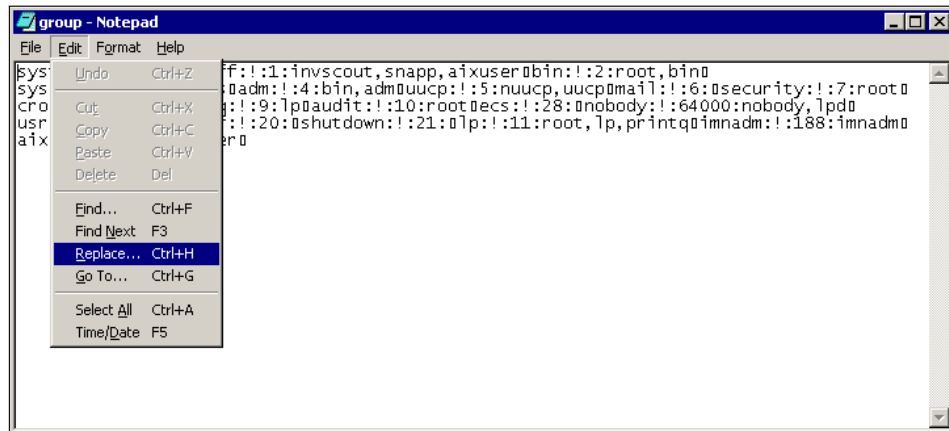 group - Notepad
File Edit Format Help
Undo Ctrl+Z
Cut Ctrl+X
Copy Ctrl+C
Paste Ctrl+V
Delete Del
Find... Ctrl+F
Find Next F3
Replace... Ctrl+H
Go To... Ctrl+G
Select All Ctrl+A
Time/Date F5
sys ff:!:1:invscout,snapp,aixuser▯bin:!:2:root,bin▯
sys ▯adm:!:4:bin,adm▯uucp:!:5:nuucp,uucp▯mail:!:6:▯security:!:7:root▯
cro :!:9:lp▯audit:!:10:root▯ecs:!:28:▯nobody:!:64000:nobody,lpd▯
usr :!:20:▯shutdown:!:21:▯lp:!:11:root,lp,printq▯imnadm:!:188:imnadm▯
aix er▯